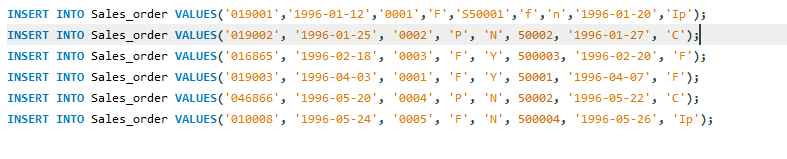 INSERT INTO Sales_order VALUES('019001','1996-01-12','0001','F','S50001','f','n','1996-01-20','Ip');
INSERT INTO Sales_order VALUES('019002', '1996-01-25', '0002', 'P', 'N', 50002, '1996-01-27', 'C');
INSERT INTO Sales_order VALUES('016865', '1996-02-18', '0003', 'F', 'Y', 500003, '1996-02-20', 'F');
INSERT INTO Sales_order VALUES('019003', '1996-04-03', '0001', 'F', 'Y', 50001, '1996-04-07', 'F');
INSERT INTO Sales_order VALUES('046866', '1996-05-20', '0004', 'P', 'N', 50002, '1996-05-22', 'C');
INSERT INTO Sales_order VALUES('010008', '1996-05-24', '0005', 'F', 'N', 500004, '1996-05-26', 'Ip');